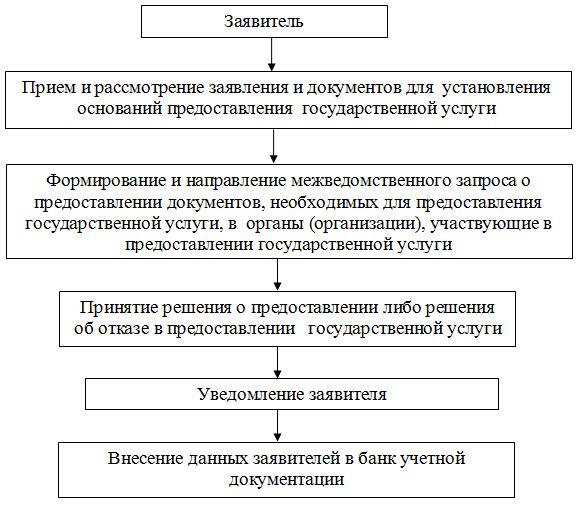 Заявитель
Прием и рассмотрение заявления и документов для установления
оснований предоставления государственной услуги
Формирование и направление межведомственного запроса о
предоставлении документов, необходимых для предоставления
государственной услуги, в органы (организации), участвующие в
предоставлении государственной услуги
Принятие решения о предоставлении либо решения
об отказе в предоставлении государственной услуги
Уведомление заявителя
Внесение данных заявителей в банк учетной
документации